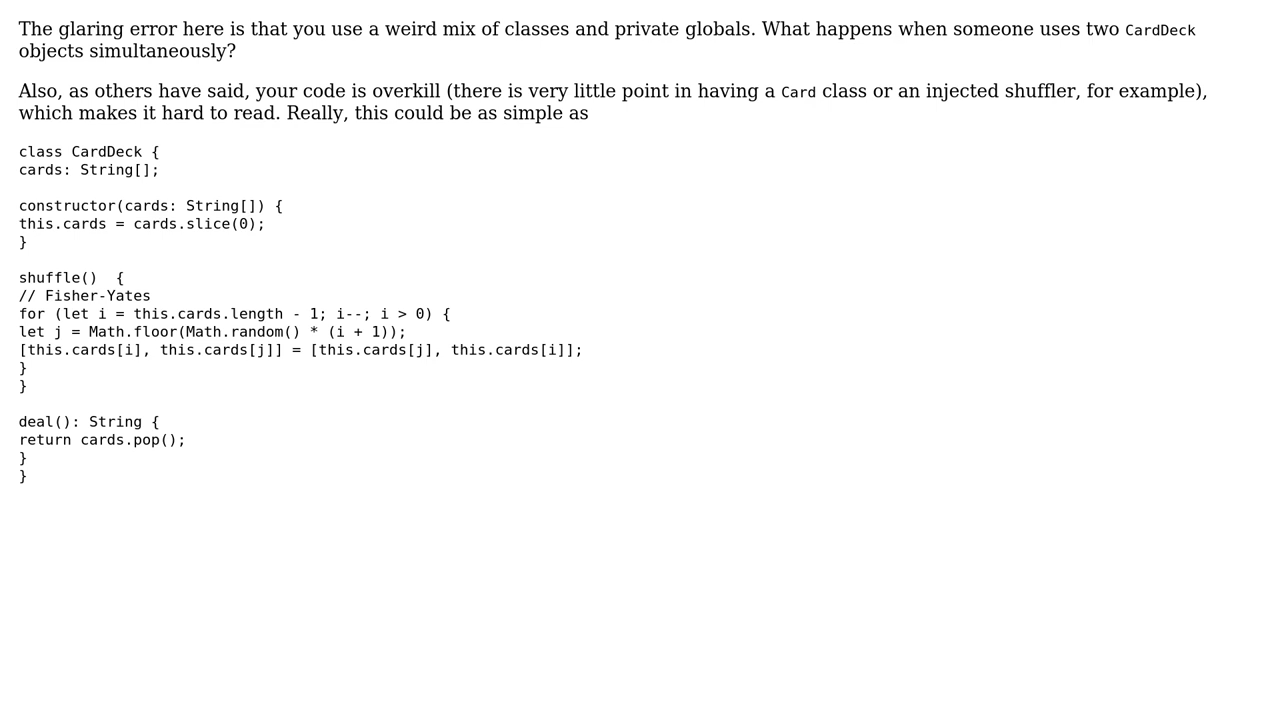 The glaring error here is that you use a weird mix of classes and private globals. What happens when someone uses two CardDeck
objects simultaneously?
Also, as others have said, your code is overkill (there is very little point in having a Card class or an injected shuffler, for example),
which makes it hard to read. Really, this could be as simple as
class CardDeck {
cards: String[];
constructor(cards: String[]) {
this.cards = cards.slice(0);
}
shuffle()  {
// Fisher-Yates
for (let i = this.cards.length - 1; i--; i > 0) {
let j = Math.floor(Math.random() * (i + 1));
[this.cards[i], this.cards[j]] = [this.cards[j], this.cards[i]];
}
}
deal(): String {
return cards.pop();
}
}